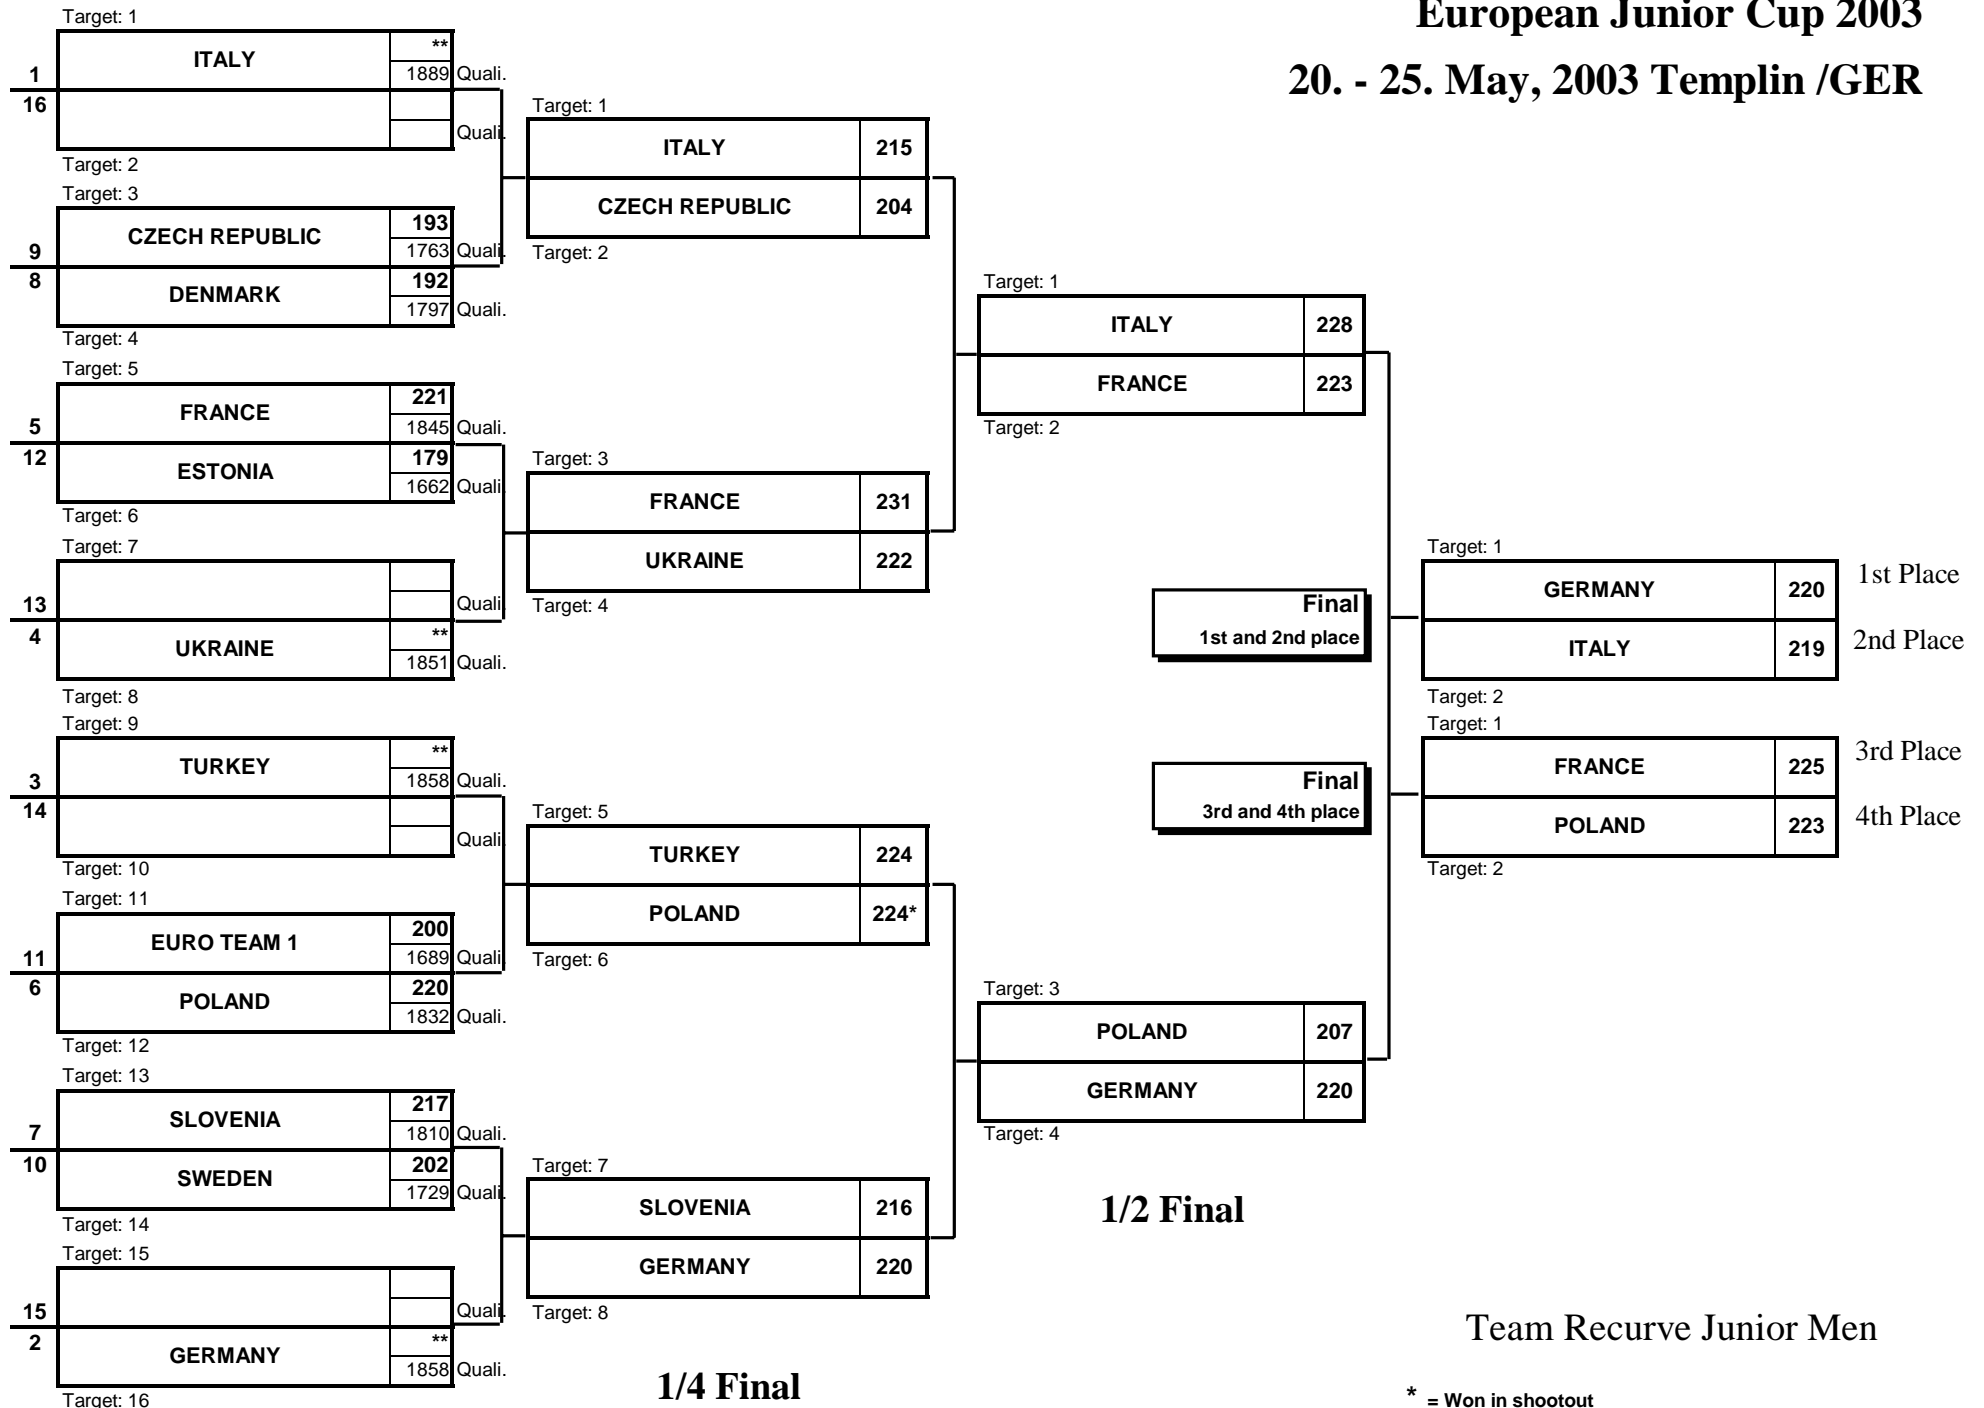 European Junior Cup 2003
20. - 25. May, 2003 Templin /GER
Target: 1
1 ITALY ** 1889 Quali.
16 Quali.
Target: 2
Target: 3
9 CZECH REPUBLIC 193 1763 Quali.
8 DENMARK 192 1797 Quali.
Target: 4
Target: 5
5 FRANCE 221 1845 Quali.
12 ESTONIA 179 1662 Quali.
Target: 6
Target: 7
13 Quali.
4 UKRAINE ** 1851 Quali.
Target: 8
Target: 9
3 TURKEY ** 1858 Quali.
14 Quali.
Target: 10
Target: 11
11 EURO TEAM 1 200 1689 Quali.
6 POLAND 220 1832 Quali.
Target: 12
Target: 13
7 SLOVENIA 217 1810 Quali.
10 SWEDEN 202 1729 Quali.
Target: 14
Target: 15
15 Quali.
2 GERMANY ** 1858 Quali.
Target: 16
Target: 1
ITALY 215
CZECH REPUBLIC 204
Target: 2
Target: 3
FRANCE 231
UKRAINE 222
Target: 4
Target: 5
TURKEY 224
POLAND 224*
Target: 6
Target: 7
SLOVENIA 216
GERMANY 220
Target: 8
1/4 Final
Target: 1
ITALY 228
FRANCE 223
Target: 2
Target: 3
POLAND 207
GERMANY 220
Target: 4
1/2 Final
Final
1st and 2nd place
Target: 1
GERMANY 220 1st Place
ITALY 219 2nd Place
Target: 2
Final
3rd and 4th place
Target: 1
FRANCE 225 3rd Place
POLAND 223 4th Place
Target: 2
Team Recurve Junior Men
* = Won in shootout